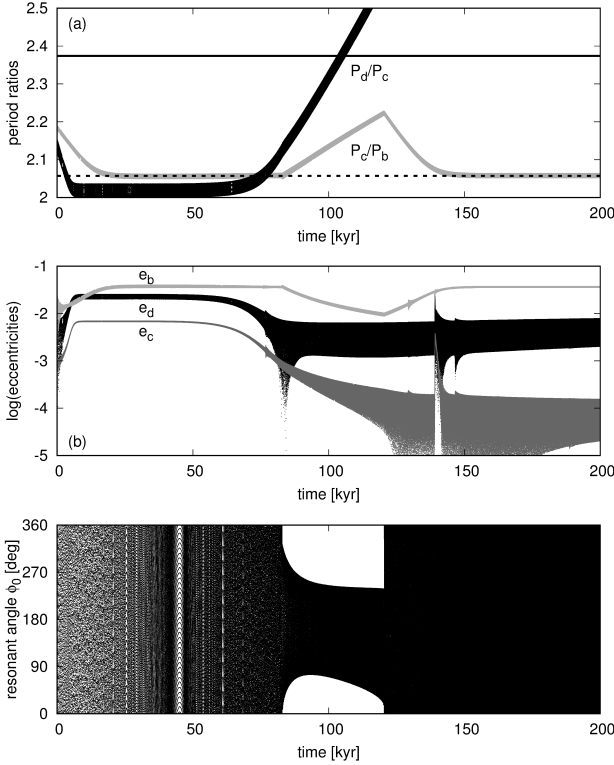 (a)
period ratios
2.5
2.4
2.3
2.2
2.1
2
P_d/P_c
P_c/P_b
0 50 100 150 200
time [kyr]
log(eccentricities)
-1
-2
-3
-4
-5
e_b
e_d
e_c
(b)
0 50 100 150 200
time [kyr]
resonant angle ϕ_0 [deg]
360
270
180
90
0
0 50 100 150 200
time [kyr]